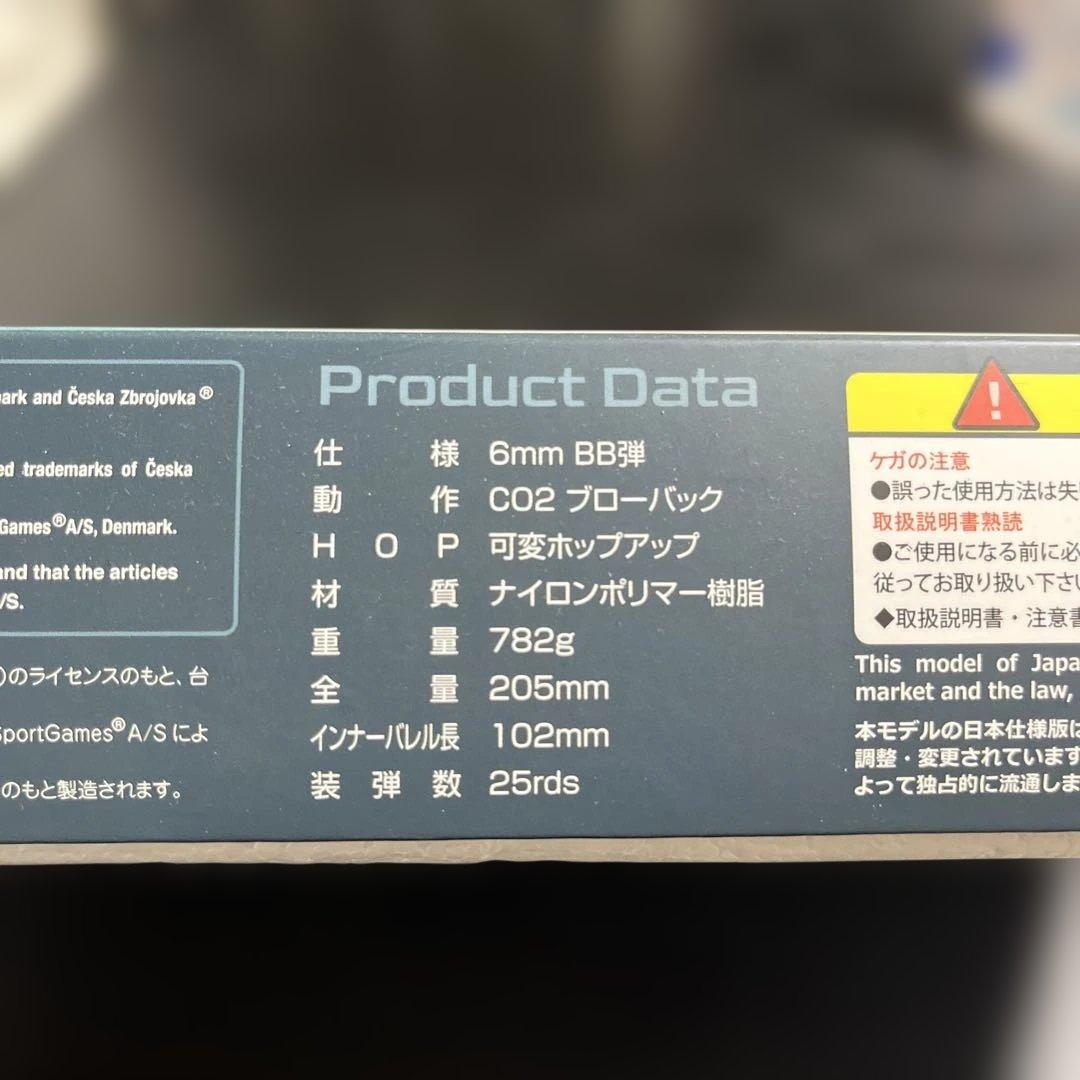 ark and Česka Zbrojovka®
ed trademarks of Česka
Games®A/S, Denmark.
and that the articles
/S.
)のライセンスのもと、台
SportGames®A/Sによ
のもと製造されます。
Product Data
仕様 6mm BB弾
動作 CO2 ブローバック
HOP 可変ホップアップ
材質 ナイロンポリマー樹脂
重量 782g
全量 205mm
インナーバレル長 102mm
装弾数 25rds
!
ケガの注意
●誤った使用方法は失
取扱説明書熟読
●ご使用になる前に必
従ってお取り扱い下さい
◆取扱説明書・注意書
This model of Japa
market and the law,
本モデルの日本仕様版は
調整・変更されています
よって独占的に流通しま